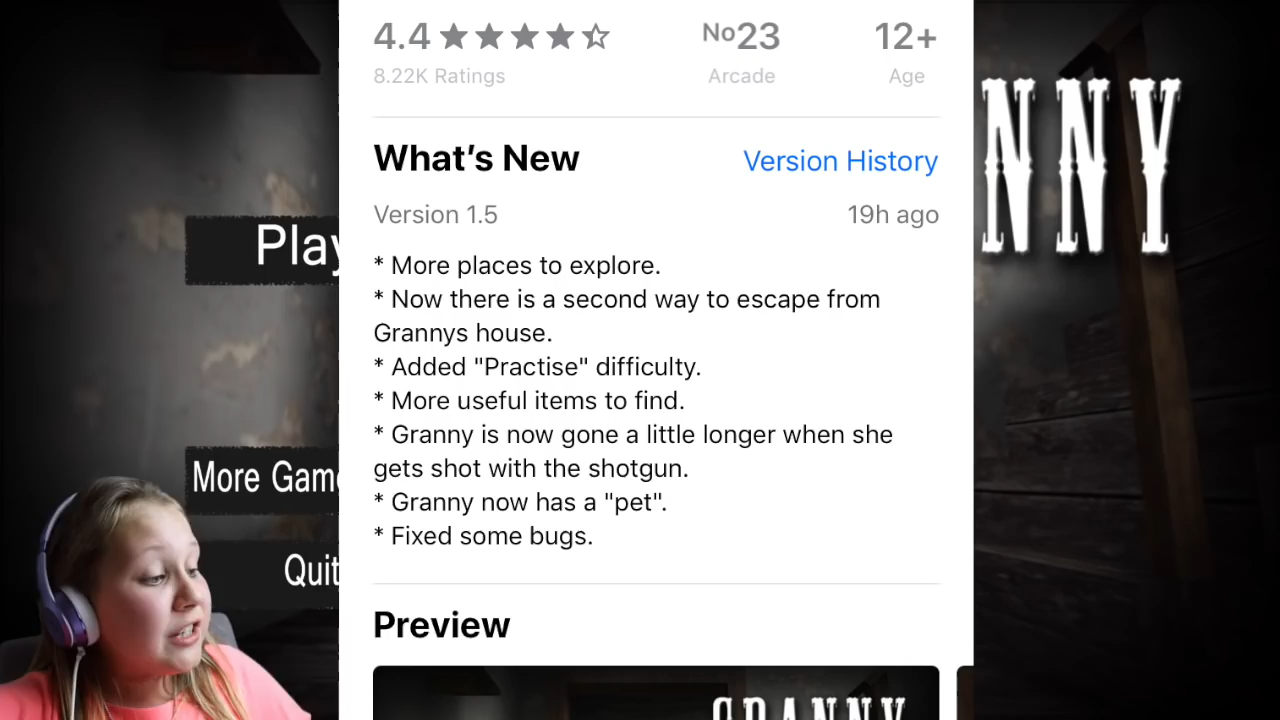 4.4 No23 12+
8.22K Ratings Arcade Age
NNY
What's New Version History
Version 1.5 19h ago
Play
* More places to explore.
* Now there is a second way to escape from
Grannys house.
* Added "Practise" difficulty.
* More useful items to find.
* Granny is now gone a little longer when she
gets shot with the shotgun.
* Granny now has a "pet".
* Fixed some bugs.
More Game
Quit
Preview
GRANNY